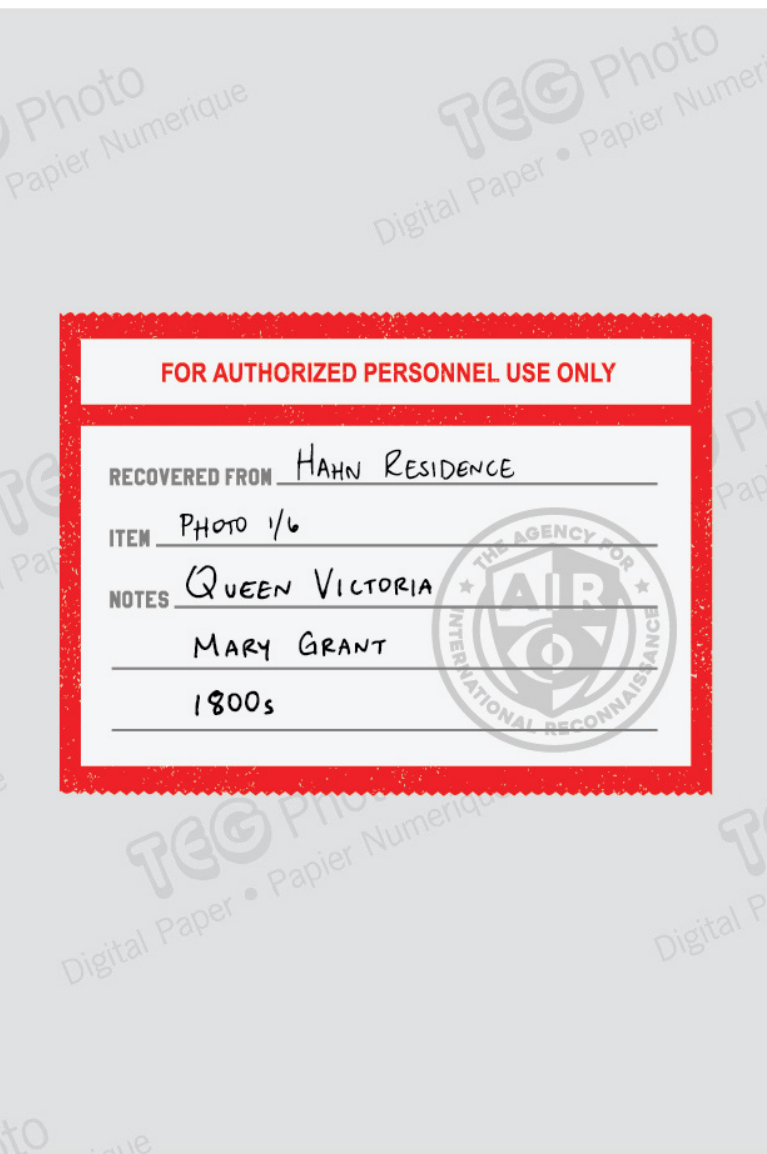 Photo
Papier Numerique
TEG Photo
Digital Paper • Papier Numeri
FOR AUTHORIZED PERSONNEL USE ONLY
RECOVERED FROM HAHN RESIDENCE
ITEM PHOTO 1/6
NOTES QUEEN VICTORIA
MARY GRANT
1800s
THE AGENCY FOR
AIR
INTERNATIONAL RECONNAISSANCE
TEG Photo
Digital Paper • Papier Numerique
TEG
Digital P